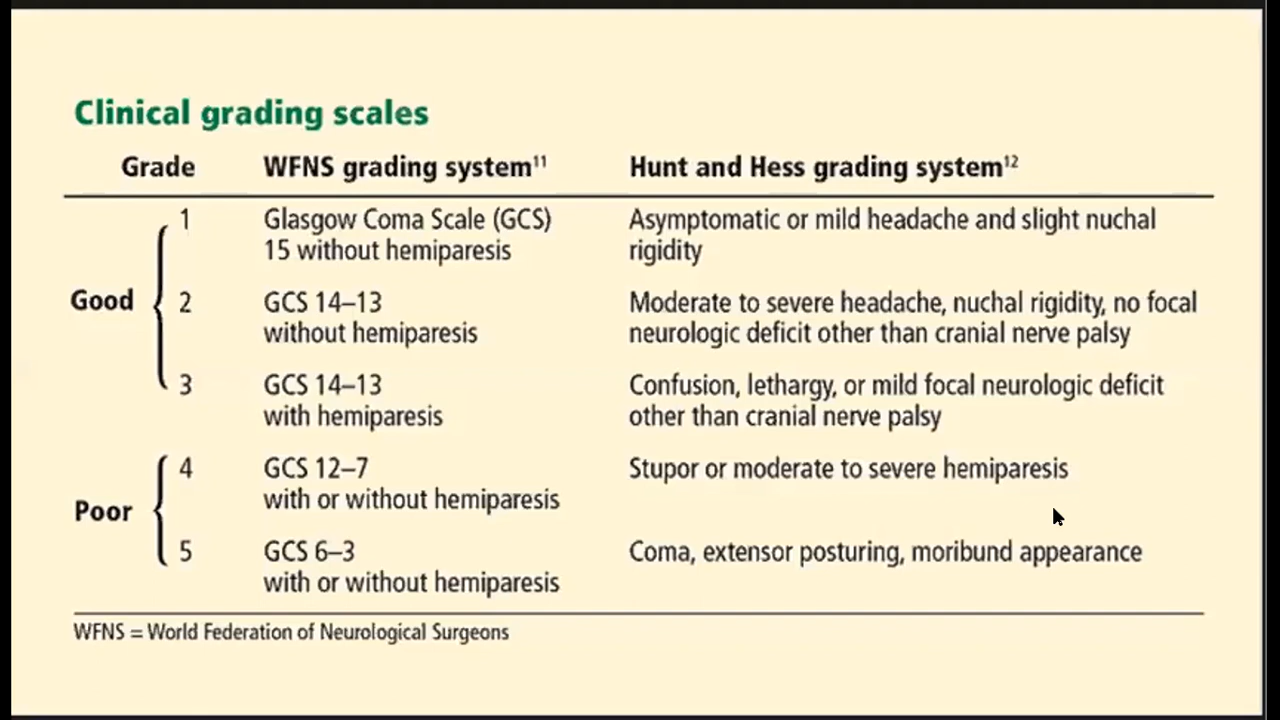 Clinical grading scales
Grade WFNS grading system11 Hunt and Hess grading system12
1 Glasgow Coma Scale (GCS) Asymptomatic or mild headache and slight nuchal
15 without hemiparesis rigidity
Good 2 GCS 14–13 Moderate to severe headache, nuchal rigidity, no focal
without hemiparesis neurologic deficit other than cranial nerve palsy
3 GCS 14–13 Confusion, lethargy, or mild focal neurologic deficit
with hemiparesis other than cranial nerve palsy
4 GCS 12–7 Stupor or moderate to severe hemiparesis
with or without hemiparesis
Poor
5 GCS 6–3 Coma, extensor posturing, moribund appearance
with or without hemiparesis
WFNS = World Federation of Neurological Surgeons